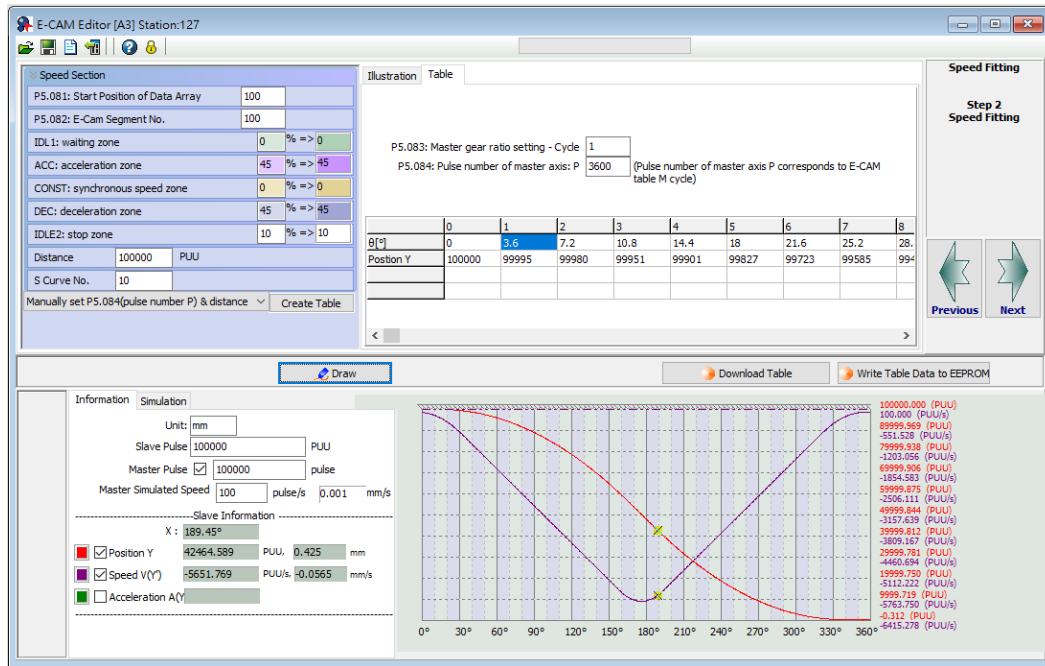 E-CAM Editor [A3] Station:127
Speed Section
P5.081: Start Position of Data Array 100
P5.082: E-Cam Segment No. 100
IDL1: waiting zone 0 % => 0
ACC: acceleration zone 45 % => 45
CONST: synchronous speed zone 0 % => 0
DEC: deceleration zone 45 % => 45
IDLE2: stop zone 10 % => 10
Distance 100000 PUU
S Curve No. 10
Manually set P5.084(pulse number P) & distance Create Table
Illustration Table
P5.083: Master gear ratio setting - Cycle 1
P5.084: Pulse number of master axis: P 3600 (Pulse number of master axis P corresponds to E-CAM
table M cycle)
0 1 2 3 4 5 6 7 8
θ[°] 0 3.6 7.2 10.8 14.4 18 21.6 25.2 28.
Postion Y 100000 99995 99980 99951 99901 99827 99723 99585 994
Speed Fitting
Step 2
Speed Fitting
Previous Next
Draw Download Table Write Table Data to EEPROM
Information Simulation
Unit: mm
Slave Pulse 100000 PUU
Master Pulse 100000 pulse
Master Simulated Speed 100 pulse/s 0.001 mm/s
Slave Information
X : 189.45°
Position Y 42464.589 PUU, 0.425 mm
Speed V(Y') -5651.769 PUU/s, -0.0565 mm/s
Acceleration A(Y
100000.000 (PUU)
100.000 (PUU/s)
89999.969 (PUU)
-551.528 (PUU/s)
79999.938 (PUU)
-1203.056 (PUU/s)
69999.906 (PUU)
-1854.583 (PUU/s)
59999.875 (PUU)
-2506.111 (PUU/s)
49999.844 (PUU)
-3157.639 (PUU/s)
39999.812 (PUU)
-3809.167 (PUU/s)
29999.781 (PUU)
-4460.694 (PUU/s)
19999.750 (PUU)
-5112.222 (PUU/s)
9999.719 (PUU)
-5763.750 (PUU/s)
-0.312 (PUU)
-6415.278 (PUU/s)
0° 30° 60° 90° 120° 150° 180° 210° 240° 270° 300° 330° 360°